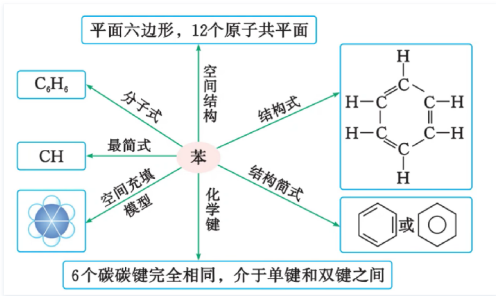 平面六边形，12个原子共平面
C₆H₆
分子式
空间结构
结构式
H
H C H
C C
C C
H C H
H
CH
最简式
苯
空间充填
模型
化学键
结构简式
或
6个碳碳键完全相同，介于单键和双键之间